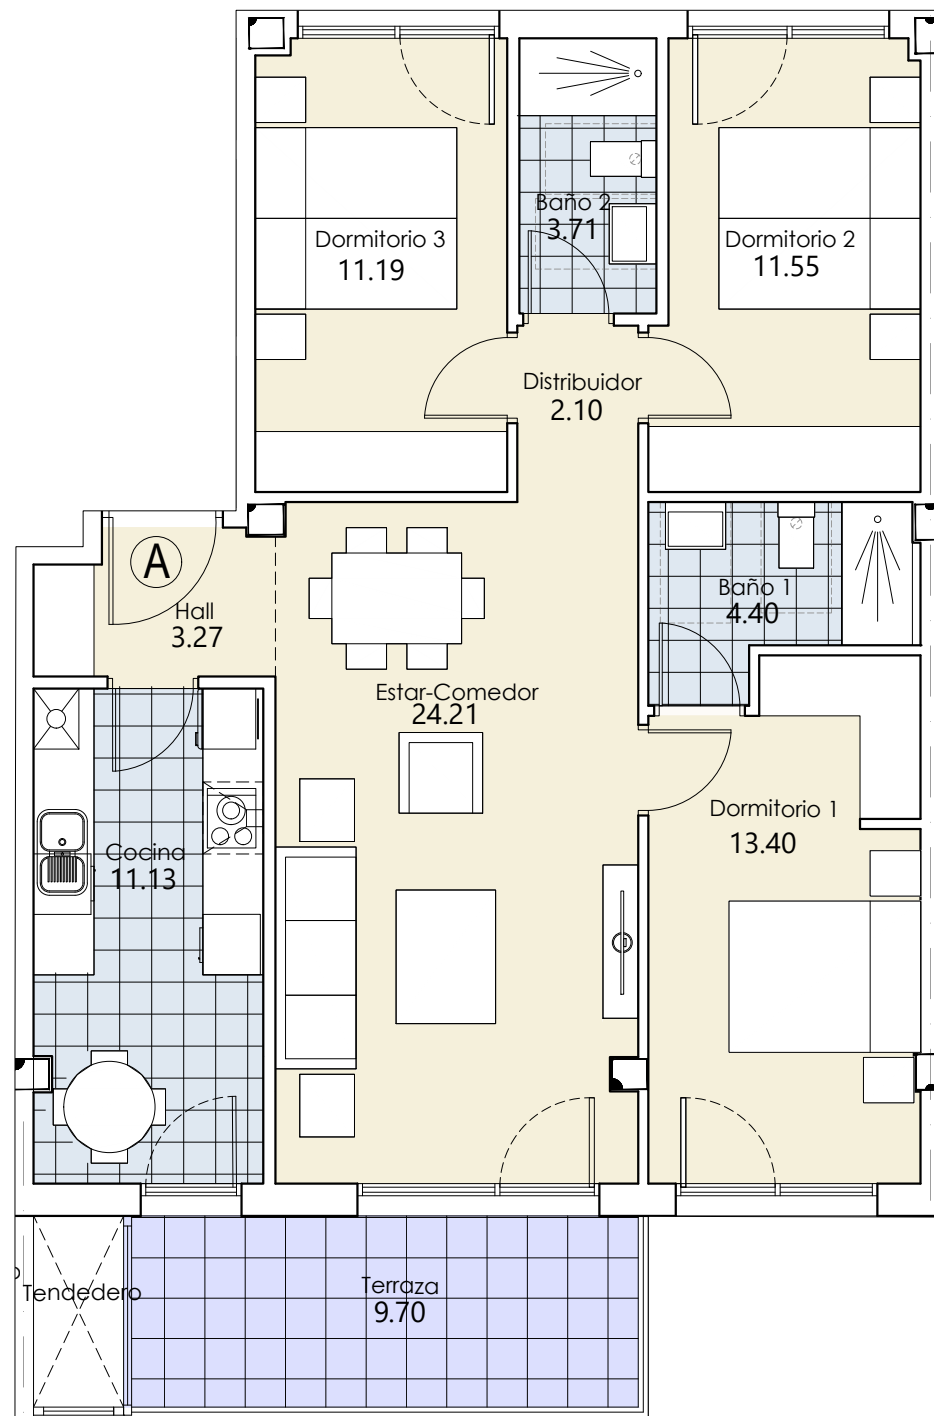 Baño 2
3.71
Dormitorio 3
11.19
Dormitorio 2
11.55
Distribuidor
2.10
A
Hall
3.27
Baño 1
4.40
Estar-Comedor
24.21
Dormitorio 1
13.40
Cocina
11.13
Tendedero
Terraza
9.70